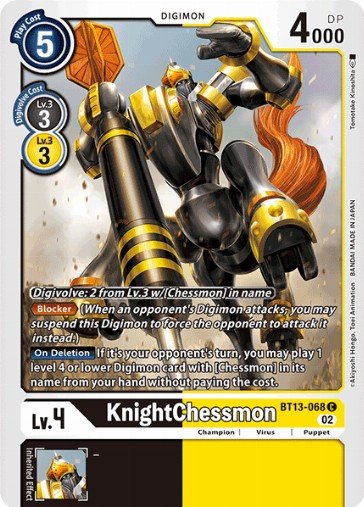 Play Cost
5
DIGIMON
4000
DP
Digivolve Cost
Lv.3
3
Lv.3
3
(Digivolve: 2 from Lv.3 w/[Chessmon] in name
Blocker (When an opponent's Digimon attacks, you may
suspend this Digimon to force the opponent to attack it
instead.)
On Deletion If it's your opponent's turn, you may play 1
level 4 or lower Digimon card with [Chessmon] in its
name from your hand without paying the cost.
Lv.4
KnightChessmon
BT13-068 C
02
Champion | Virus | Puppet
Inherited Effect
-
Tomotake Kinoshita
©Akiyoshi Hongo, Toei Animation BANDAI MADE IN JAPAN